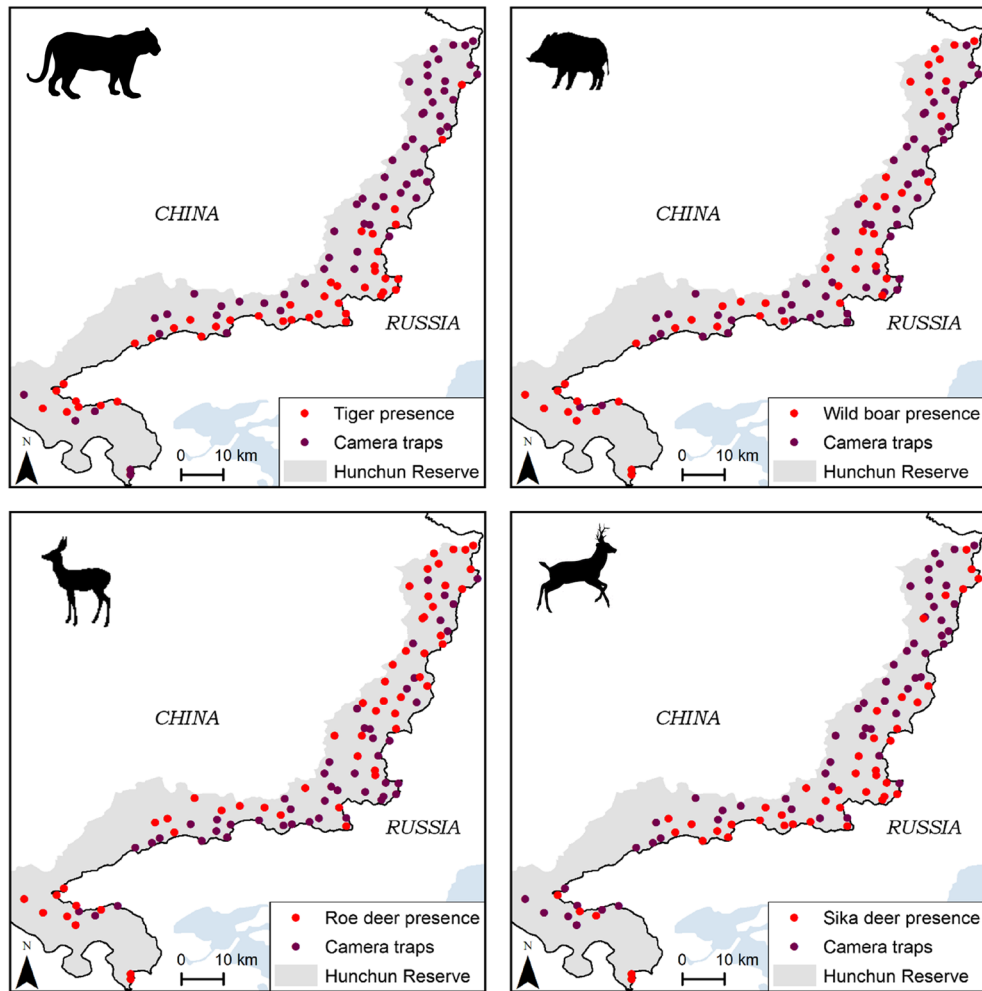 CHINA
RUSSIA
N
0 10 km
Tiger presence
Camera traps
Hunchun Reserve
CHINA
RUSSIA
N
0 10 km
Wild boar presence
Camera traps
Hunchun Reserve
CHINA
RUSSIA
N
0 10 km
Roe deer presence
Camera traps
Hunchun Reserve
CHINA
RUSSIA
N
0 10 km
Sika deer presence
Camera traps
Hunchun Reserve